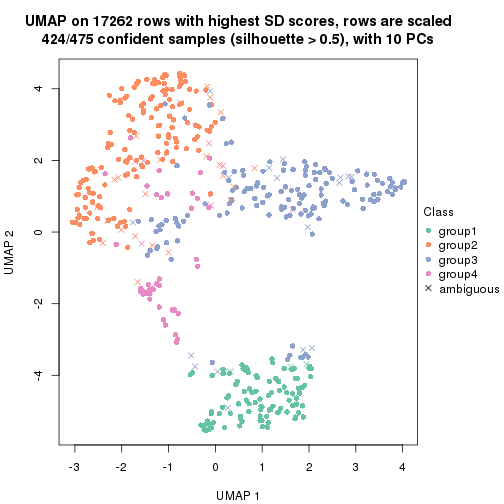 UMAP on 17262 rows with highest SD scores, rows are scaled
424/475 confident samples (silhouette > 0.5), with 10 PCs
4
2
0
-2
-4
UMAP 2
-3 -2 -1 0 1 2 3 4
UMAP 1
Class
group1
group2
group3
group4
ambiguous